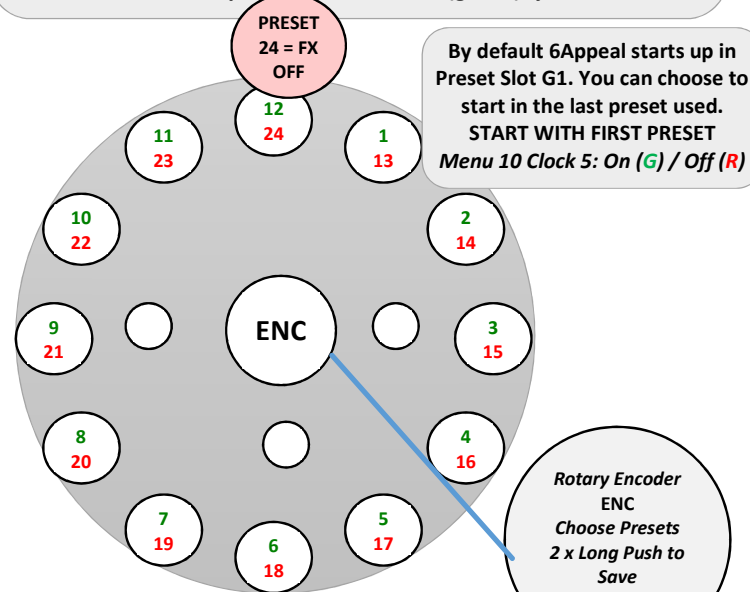 PRESET
24 = FX
OFF
By default 6Appeal starts up in
Preset Slot G1. You can choose to
start in the last preset used.
START WITH FIRST PRESET
Menu 10 Clock 5: On (G) / Off (R)
12
24
11
23
1
13
10
22
2
14
9
21
ENC
3
15
8
20
4
16
7
19
5
17
6
18
Rotary Encoder
ENC
Choose Presets
2 x Long Push to
Save